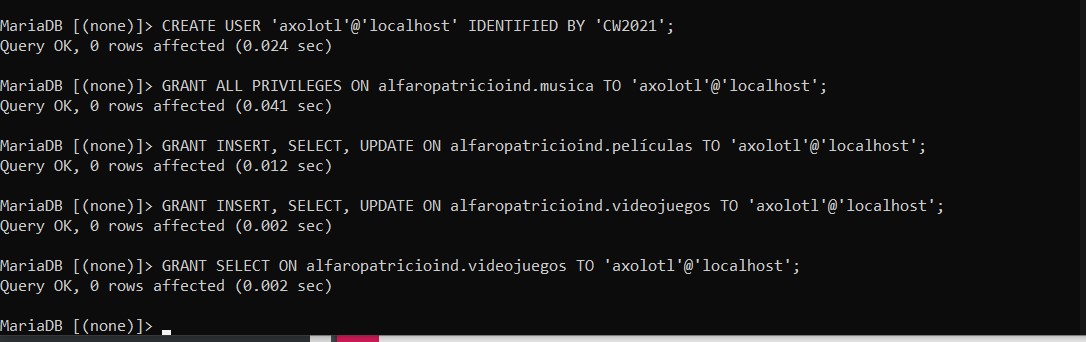 MariaDB [(none)]> CREATE USER 'axolotl'@'localhost' IDENTIFIED BY 'CW2021';
Query OK, 0 rows affected (0.024 sec)
MariaDB [(none)]> GRANT ALL PRIVILEGES ON alfaropatricioind.musica TO 'axolotl'@'localhost';
Query OK, 0 rows affected (0.041 sec)
MariaDB [(none)]> GRANT INSERT, SELECT, UPDATE ON alfaropatricioind.películas TO 'axolotl'@'localhost';
Query OK, 0 rows affected (0.012 sec)
MariaDB [(none)]> GRANT INSERT, SELECT, UPDATE ON alfaropatricioind.videojuegos TO 'axolotl'@'localhost';
Query OK, 0 rows affected (0.002 sec)
MariaDB [(none)]> GRANT SELECT ON alfaropatricioind.videojuegos TO 'axolotl'@'localhost';
Query OK, 0 rows affected (0.002 sec)
MariaDB [(none)]>